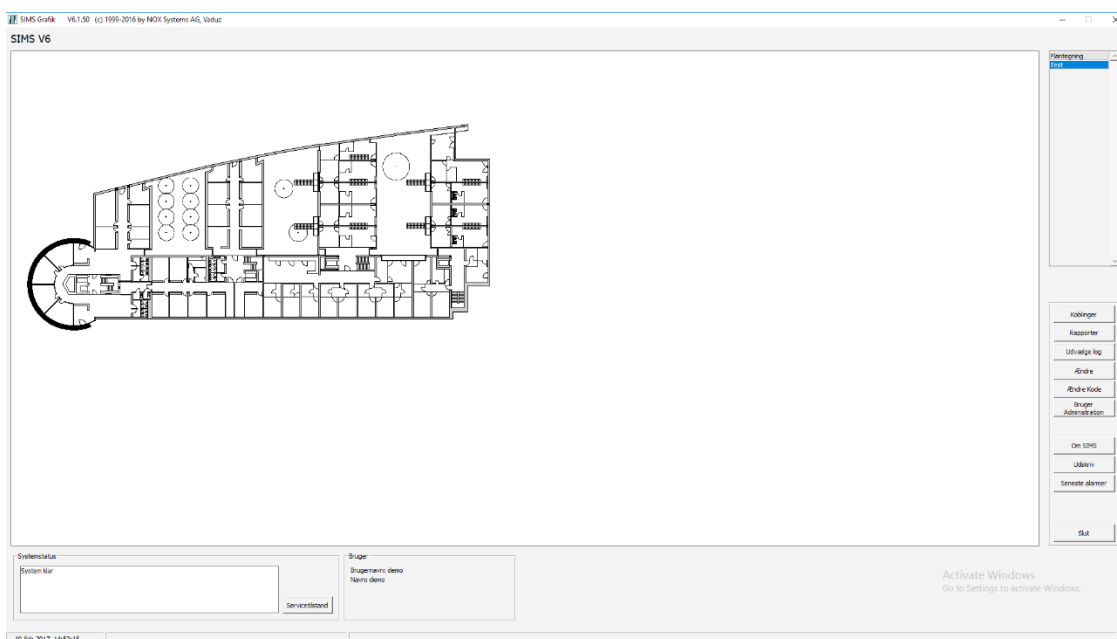 SIMS Grafik V6.1.50 (c) 1999-2016 by NOX Systems AG, Vaduz
SIMS V6
Plantegning
Test
Koblinger
Rapporter
Udvælge log
Ændre
Ændre Kode
Bruger
Administration
Om SIMS
Udskriv
Seneste alarmer
Slut
Systemstatus
System klar
Servicetilstand
Bruger
Brugernavn: demo
Navn: demo
Activate Windows
Go to Settings to activate Windows.